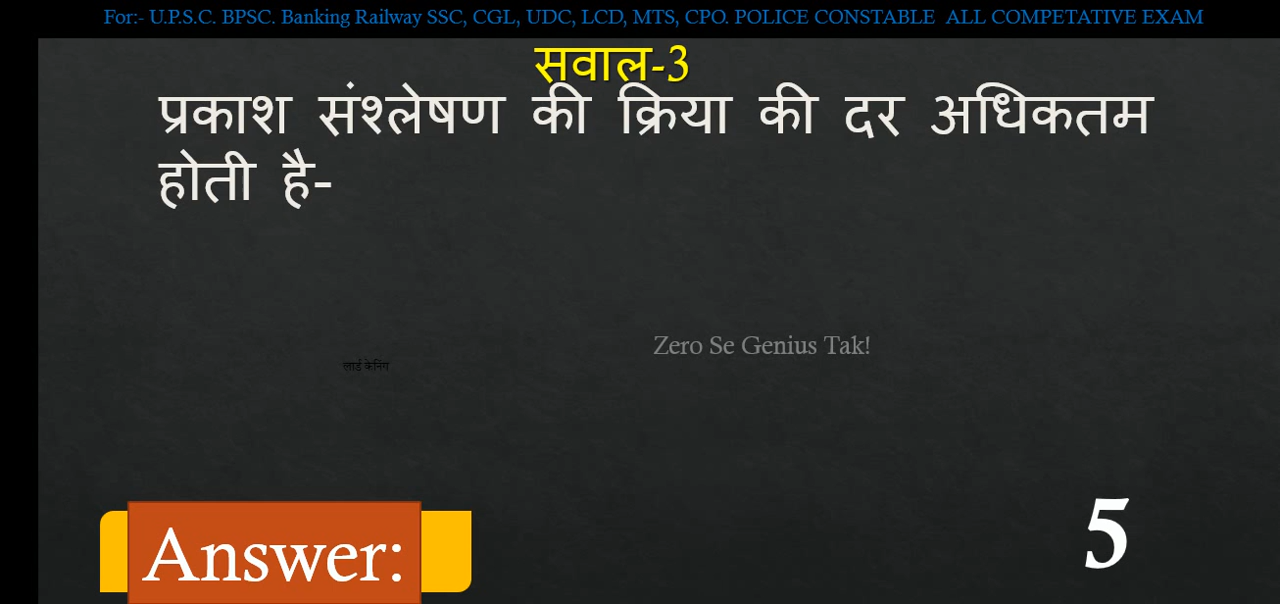 For:- U.P.S.C. BPSC. Banking Railway SSC, CGL, UDC, LCD, MTS, CPO. POLICE CONSTABLE ALL COMPETATIVE EXAM
सवाल-3
प्रकाश संश्लेषण की क्रिया की दर अधिकतम
होती है-
Zero Se Genius Tak!
लार्ड केनिंग
Answer:
5